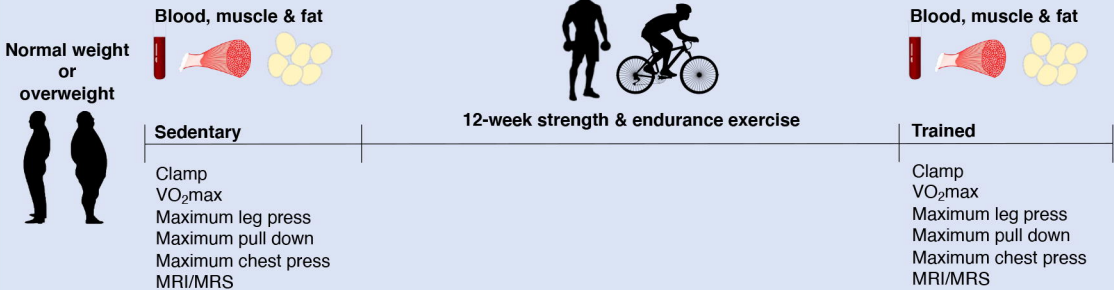 Normal weight
or
overweight
Blood, muscle & fat
Sedentary
Clamp
VO₂max
Maximum leg press
Maximum pull down
Maximum chest press
MRI/MRS
12-week strength & endurance exercise
Blood, muscle & fat
Trained
Clamp
VO₂max
Maximum leg press
Maximum pull down
Maximum chest press
MRI/MRS